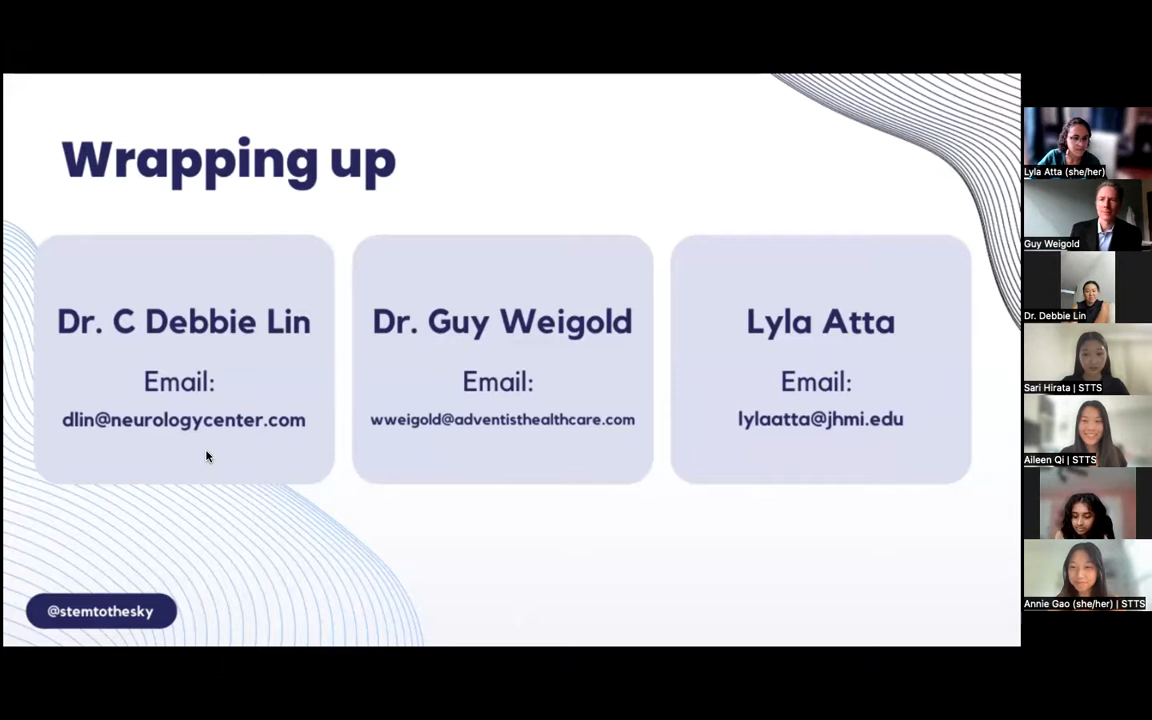 Wrapping up
Dr. C Debbie Lin
Email:
dlin@neurologycenter.com
Dr. Guy Weigold
Email:
wweigold@adventisthealthcare.com
Lyla Atta
Email:
lylaatta@jhmi.edu
@stemtothesky
Lyla Atta (she/her)
Guy Weigold
Dr. Debbie Lin
Sari Hirata | STTS
Aileen Qi | STTS
Annie Gao (she/her) | STTS